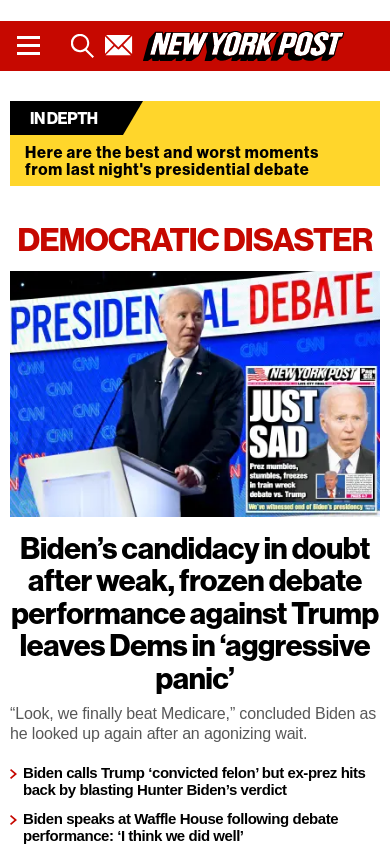 NEW YORK POST
IN DEPTH
Here are the best and worst moments
from last night's presidential debate
DEMOCRATIC DISASTER
PRESIDENTIAL DEBATE
CNN CNN CNN
CNN
CNN
CNN
NEW YORK POST
JUST
SAD
Prez mumbles,
stumbles, freezes
in train wreck
debate vs. Trump
We've witnessed end of Biden's presidency
Biden's candidacy in doubt
after weak, frozen debate
performance against Trump
leaves Dems in ‘aggressive
panic’
“Look, we finally beat Medicare,” concluded Biden as
he looked up again after an agonizing wait.
Biden calls Trump ‘convicted felon’ but ex-prez hits
back by blasting Hunter Biden’s verdict
Biden speaks at Waffle House following debate
performance: ‘I think we did well’